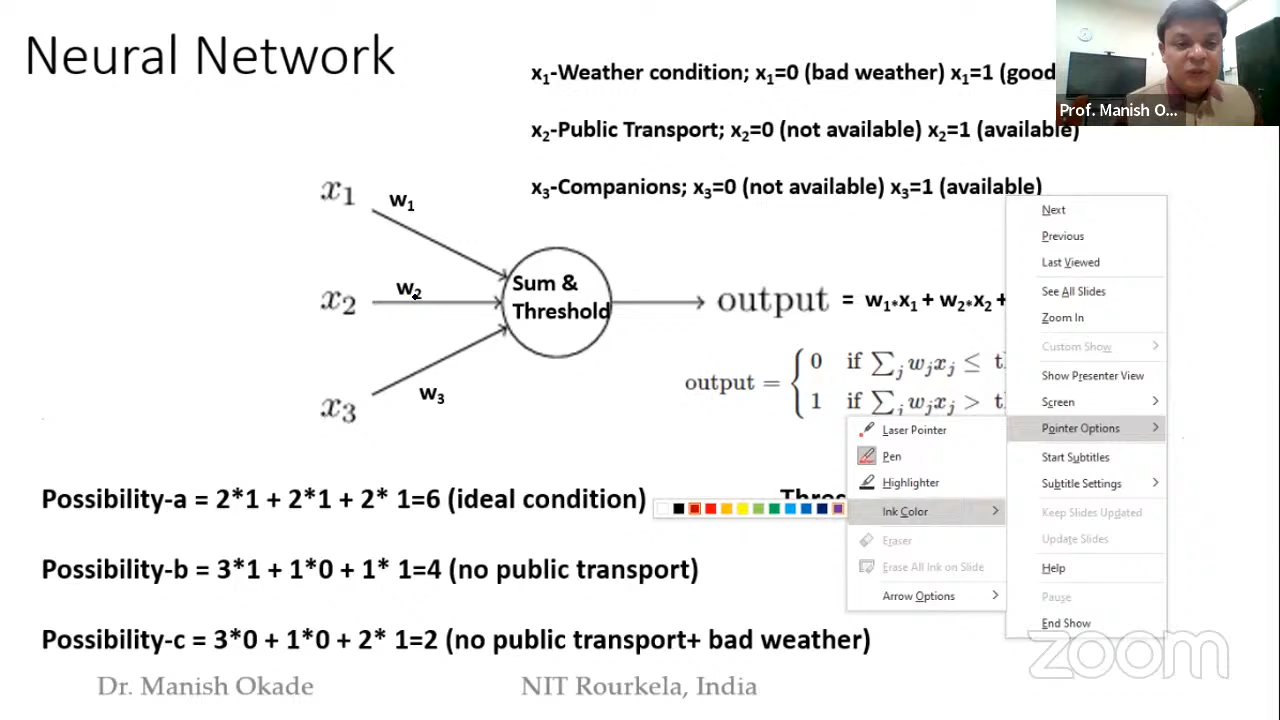 Neural Network
x₁-Weather condition; x₁=0 (bad weather) x₁=1 (good
Prof. Manish O...
x₂-Public Transport; x₂=0 (not available) x₂=1 (available)
x₃-Companions; x₃=0 (not available) x₃=1 (available)
x₁
w₁
x₂
w₂
x₃
w₃
Sum &
Threshold
output = w₁*x₁ + w₂*x₂ +
output = { 0 if ∑ⱼ wⱼxⱼ ≤ t
1 if ∑ⱼ wⱼxⱼ > t
Next
Previous
Last Viewed
See All Slides
Zoom In
Custom Show
Show Presenter View
Screen
Pointer Options
Start Subtitles
Subtitle Settings
Keep Slides Updated
Update Slides
Help
Pause
End Show
Laser Pointer
Pen
Highlighter
Ink Color
Eraser
Erase All Ink on Slide
Arrow Options
Possibility-a = 2*1 + 2*1 + 2* 1=6 (ideal condition)
Possibility-b = 3*1 + 1*0 + 1* 1=4 (no public transport)
Possibility-c = 3*0 + 1*0 + 2* 1=2 (no public transport+ bad weather)
Dr. Manish Okade
NIT Rourkela, India
zoom